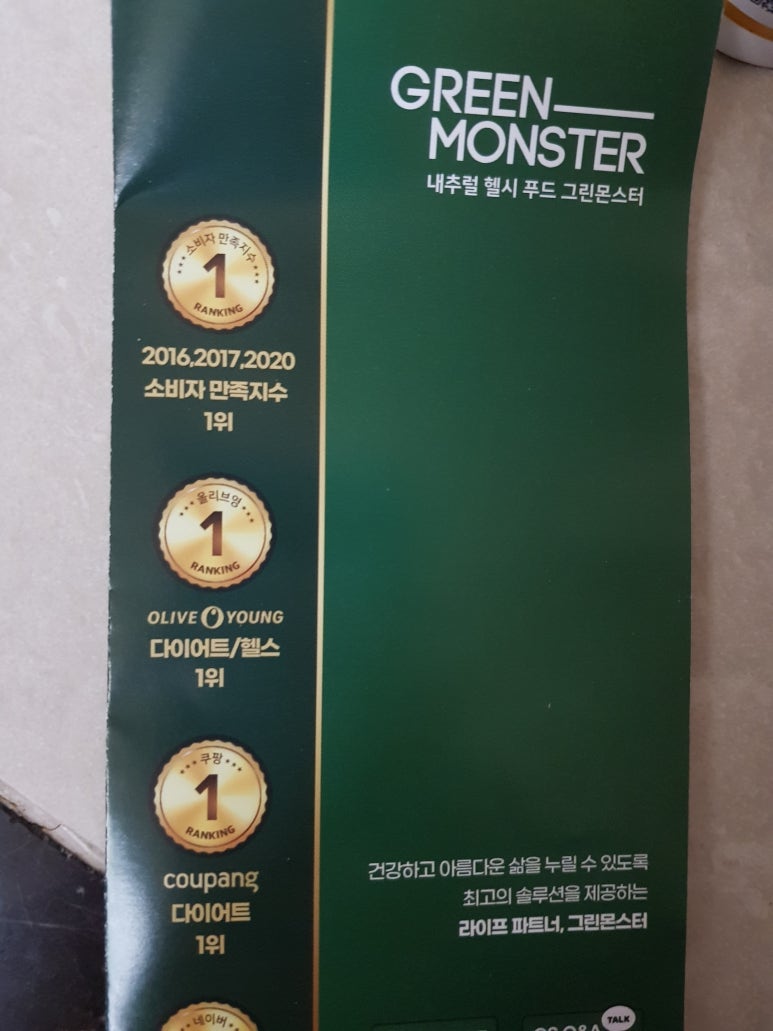 GREEN
MONSTER
내추럴 헬시 푸드 그린몬스터
소비자 만족지수
1
RANKING
2016,2017,2020
소비자 만족지수
1위
올리브영
1
RANKING
OLIVE YOUNG
다이어트/헬스
1위
쿠팡
1
RANKING
coupang
다이어트
1위
네이버
건강하고 아름다운 삶을 누릴 수 있도록
최고의 솔루션을 제공하는
라이프 파트너, 그린몬스터
TALK